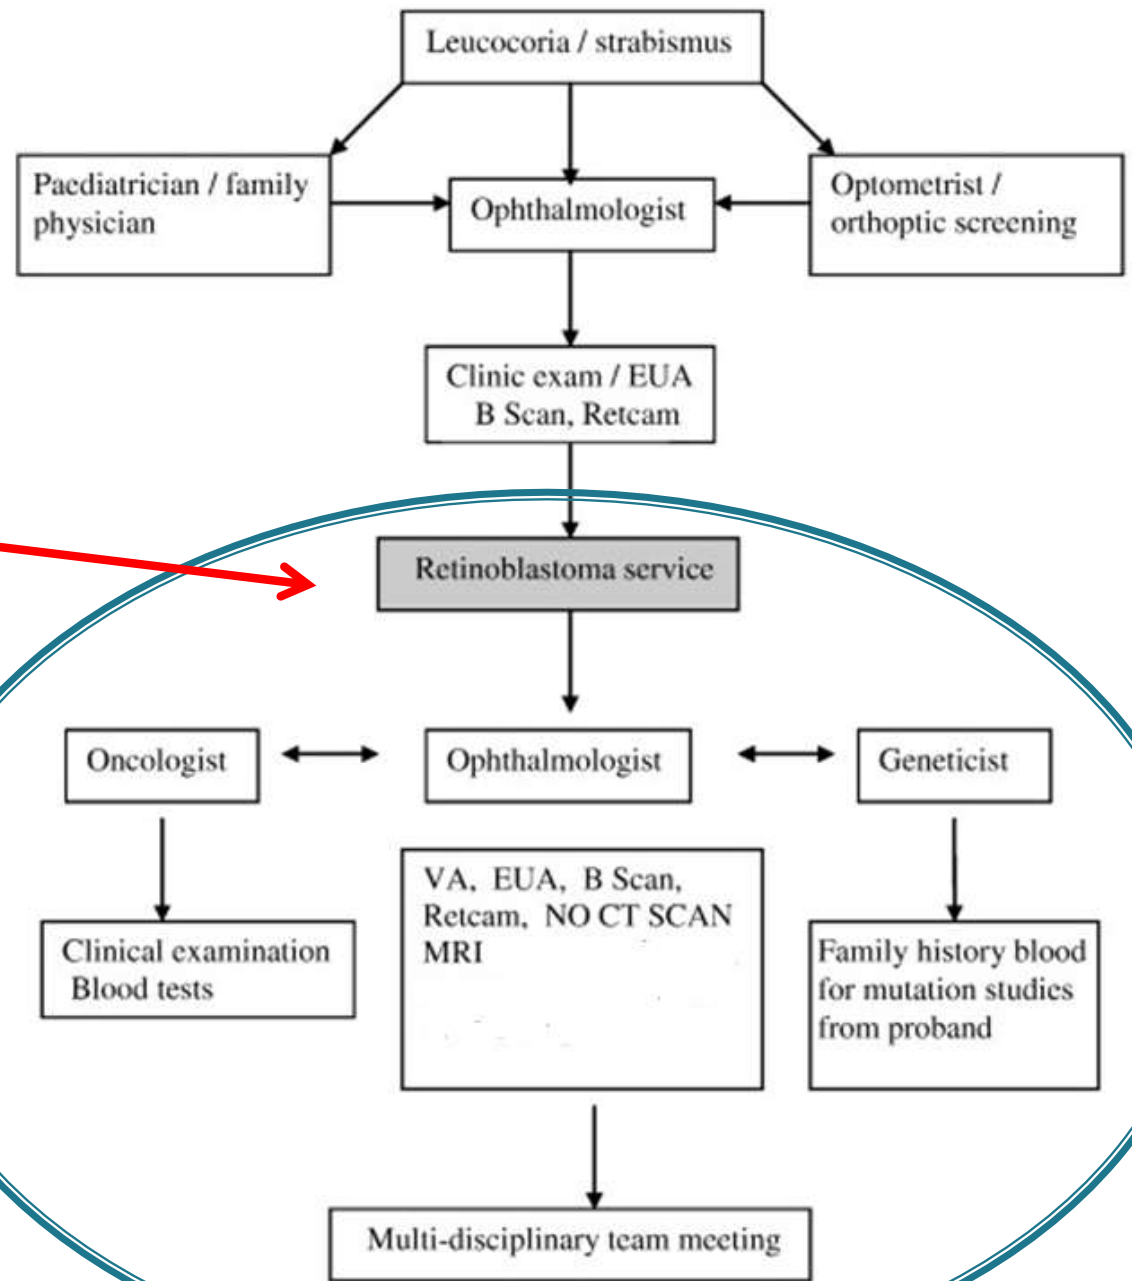 Leucocoria / strabismus
Paediatrician / family
physician
Ophthalmologist
Optometrist /
orthoptic screening
Clinic exam / EUA
B Scan, Retcam
Retinoblastoma service
Oncologist
Ophthalmologist
Geneticist
Clinical examination
Blood tests
VA, EUA, B Scan,
Retcam, NO CT SCAN
MRI
Family history blood
for mutation studies
from proband
Multi-disciplinary team meeting